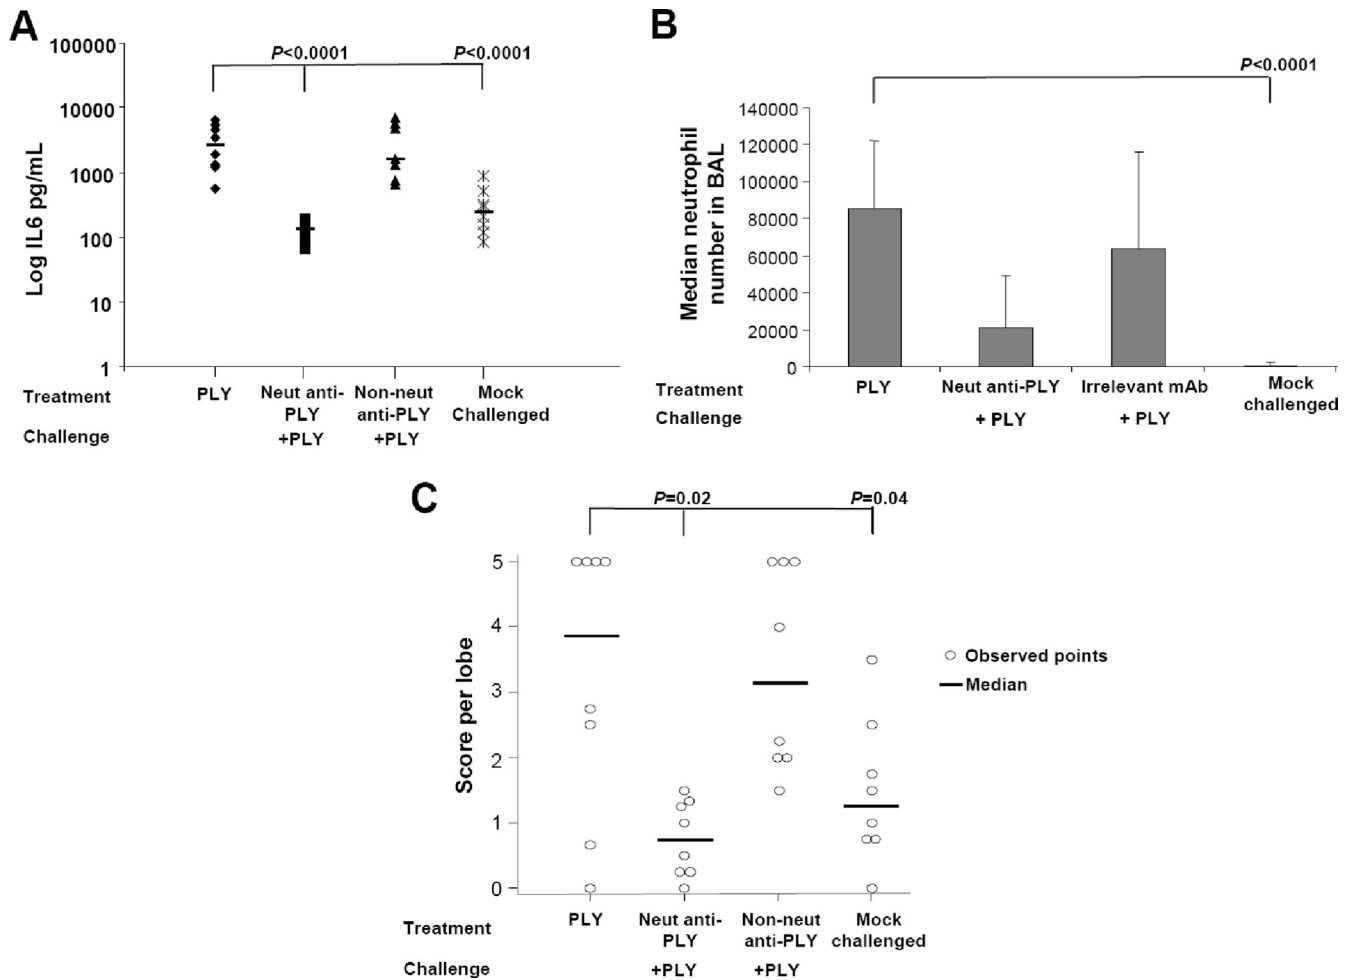 A
P<0.0001 P<0.0001
100000
10000
1000
100
10
1
Log IL6 pg/mL
Treatment
Challenge
PLY
Neut anti-
PLY
+PLY
Non-neut
anti-PLY
+PLY
Mock
Challenged
B
P<0.0001
140000
120000
100000
80000
60000
40000
20000
0
Median neutrophil
number in BAL
Treatment
Challenge
PLY
Neut anti-PLY
+ PLY
Irrelevant mAb
+ PLY
Mock
challenged
C
P=0.02 P=0.04
5
4
3
2
1
0
Score per lobe
Observed points
Median
Treatment
Challenge
PLY
Neut anti-
PLY
+PLY
Non-neut
anti-PLY
+PLY
Mock
challenged